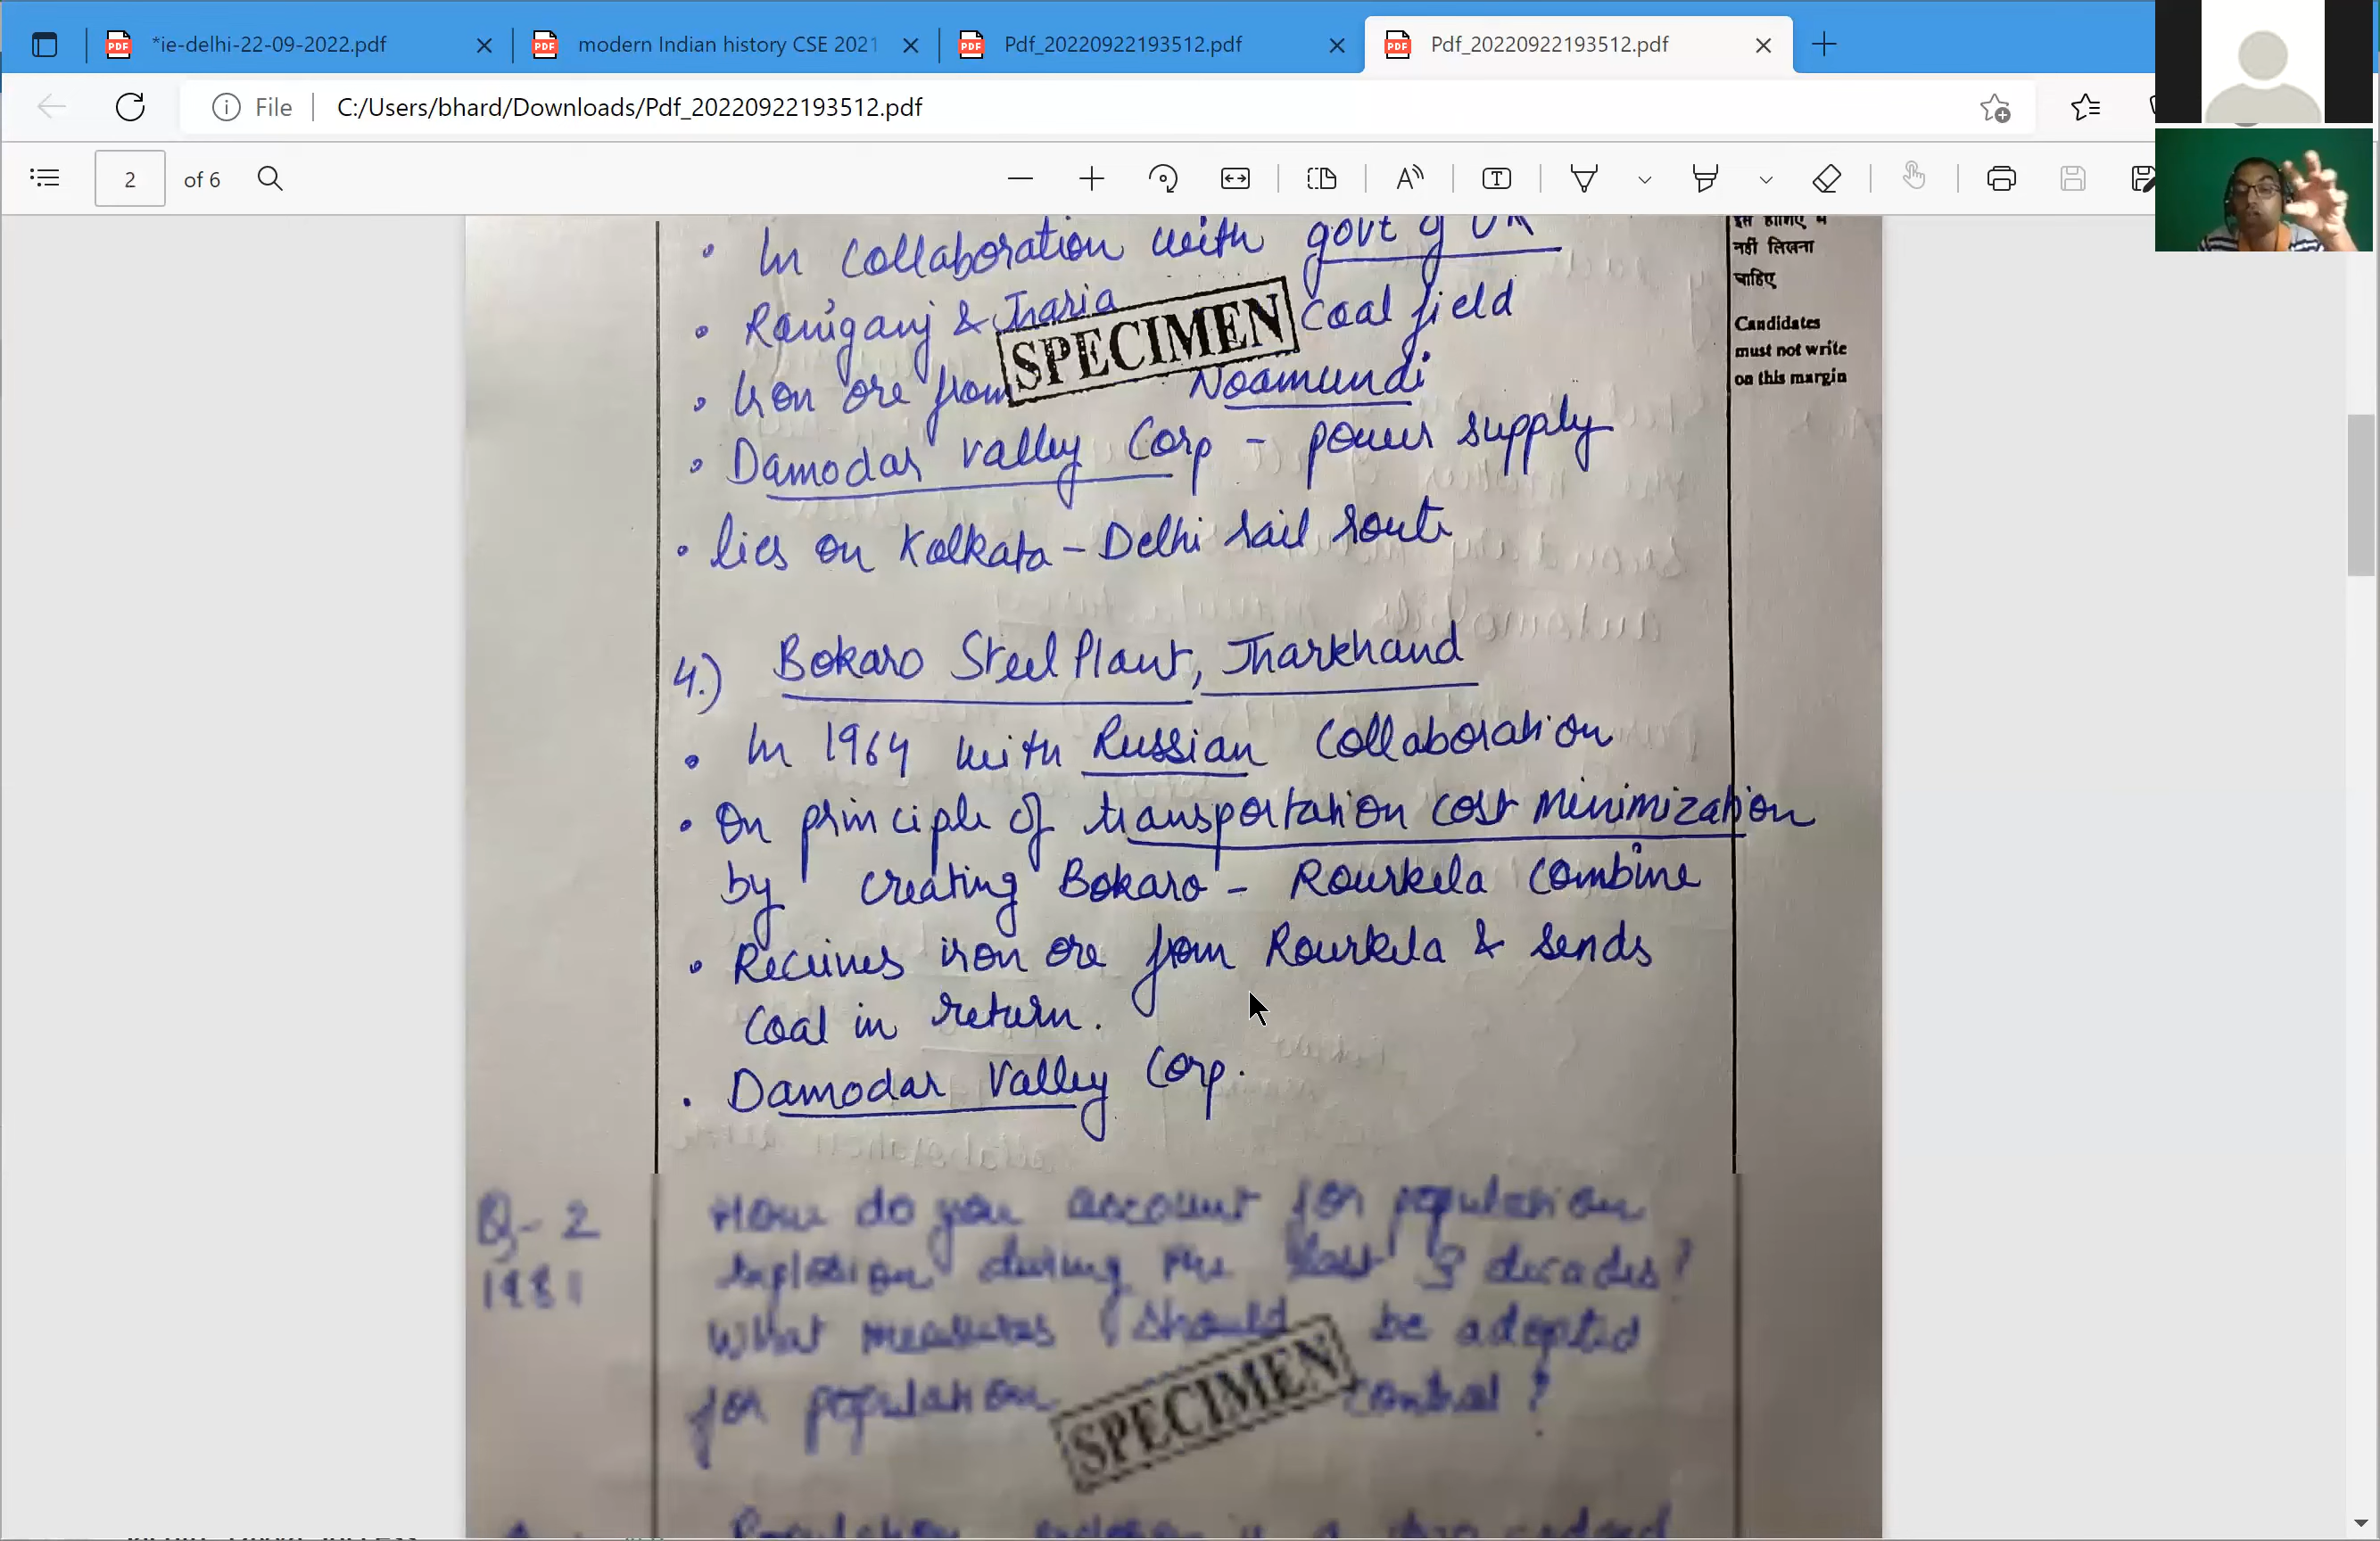 *ie-delhi-22-09-2022.pdf
modern Indian history CSE 2021
Pdf_20220922193512.pdf
Pdf_20220922193512.pdf
File
C:/Users/bhard/Downloads/Pdf_20220922193512.pdf
2 of 6
• In collaboration with govt of UK
• Raniganj & Jharia coal field
SPECIMEN
• Iron ore from Noamundi
• Damodar Valley Corp - power supply
• lies on Kolkata - Delhi rail route
4.) Bokaro Steel Plant, Jharkhand
• In 1964 with Russian collaboration
• On principle of transportation cost minimization
by creating Bokaro - Rourkela combine
• Receives iron ore from Rourkela & sends
coal in return.
• Damodar Valley Corp.
Q-2 How do you account for population
1981 explosion during the last 3 decades?
What measures should be adopted
for population control?
SPECIMEN
नहीं लिखना
चाहिए
Candidates
must not write
on this margin